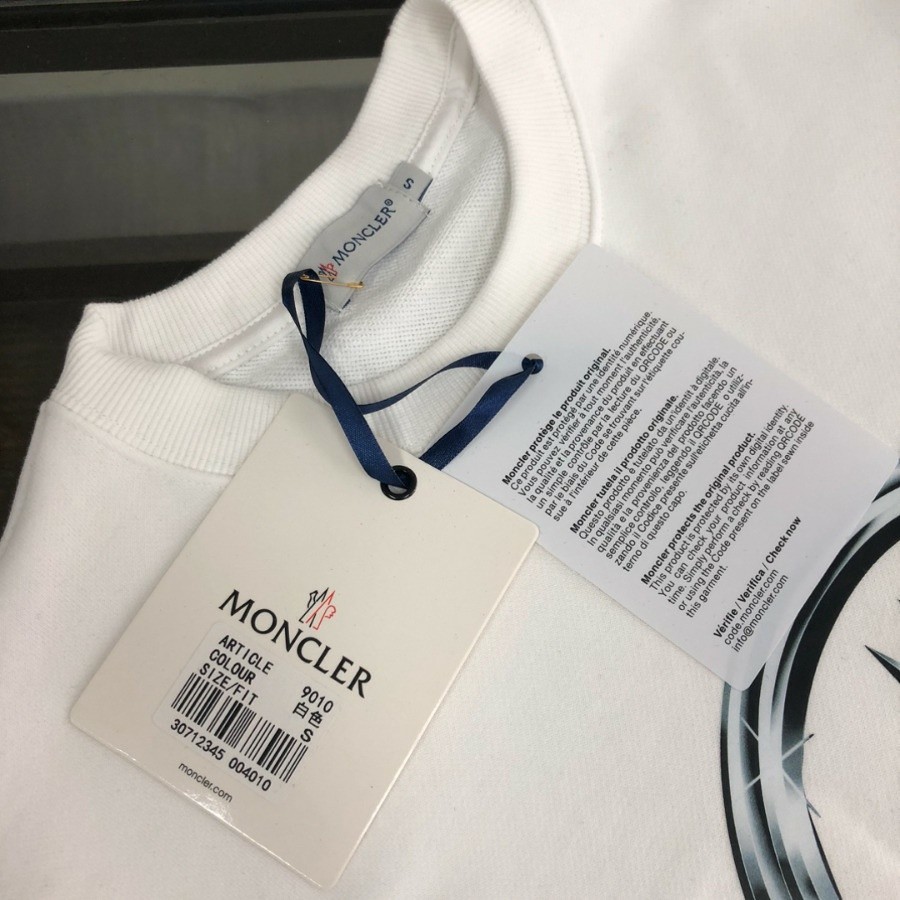 S
MONCLER®
Moncler protège le produit original.
Ce produit est protégé par une identité numérique.
Vous pouvez vérifier à tout moment l'authenticité,
la qualité et la provenance du produit en effectuant
un simple contrôle par la lecture du QRCODE ou
par le biais du Code se trouvant sur l'étiquette cou-
sue à l'intérieur de cette pièce.
Moncler tutela il prodotto originale.
Questo prodotto è tutelato da un'identit à digitale.
In qualsiasi momento può verificare l'autenticità, la
qualità e la provenienza del prodotto facendo un
semplice controllo, leggendo il QRCODE o utiliz-
zando il Codice presente sull'etichetta cucita all'in-
terno di questo capo.
Moncler protects the original product.
This product is protected by its own digital identity.
You can check your product information at any
time. Simply perform a check by reading QRCODE
or using the Code present on the label sewn inside
this garment.
Vérifie / Verifica / Check now
code.moncler.com
info@moncler.com
MONCLER
ARTICLE 9010
COLOUR 白色
SIZE/FIT S
30712345 004010
moncler.com